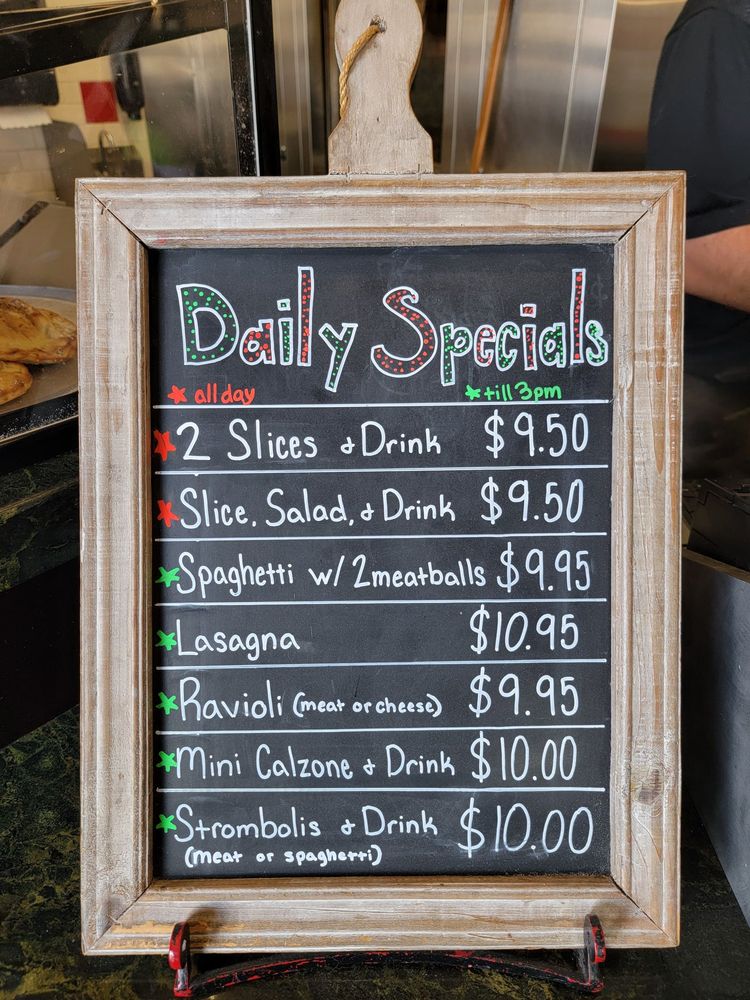 Daily Specials
★ all day ★ till 3pm
★ 2 Slices & Drink $9.50
★ Slice, Salad, & Drink $9.50
★ Spaghetti w/ 2 meatballs $9.95
★ Lasagna $10.95
★ Ravioli (meat or cheese) $9.95
★ Mini Calzone & Drink $10.00
★ Strombolis & Drink $10.00
(meat or spaghetti)